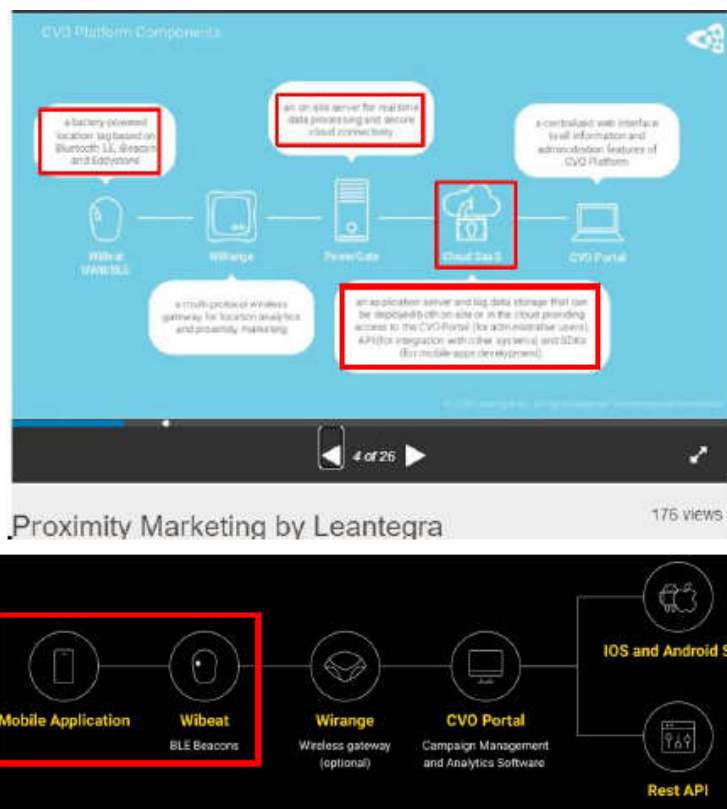 CVO Platform Components
a battery-powered
location tag based on
Bluetooth LE, iBeacon
and Eddystone
an on site server for real time
data processing and secure
cloud connectivity
a centralized web interface
to all information and
administration features of
CVO Platform
WiBeat
UWB/BLE
WiRange
PowerGate
Cloud SaaS
CVO Portal
a multi-protocol wireless
gateway for location analytics
and proximity marketing
an application server and big data storage that can
be deployed both on site or in the cloud providing
access to the CVO Portal (for administrative users)
API (for integration with other systems) and SDKs
(for mobile apps development)
4 of 26
Proximity Marketing by Leantegra
176 views
Mobile Application
Wibeat
BLE Beacons
Wirange
Wireless gateway
(optional)
CVO Portal
Campaign Management
and Analytics Software
IOS and Android S
Rest API